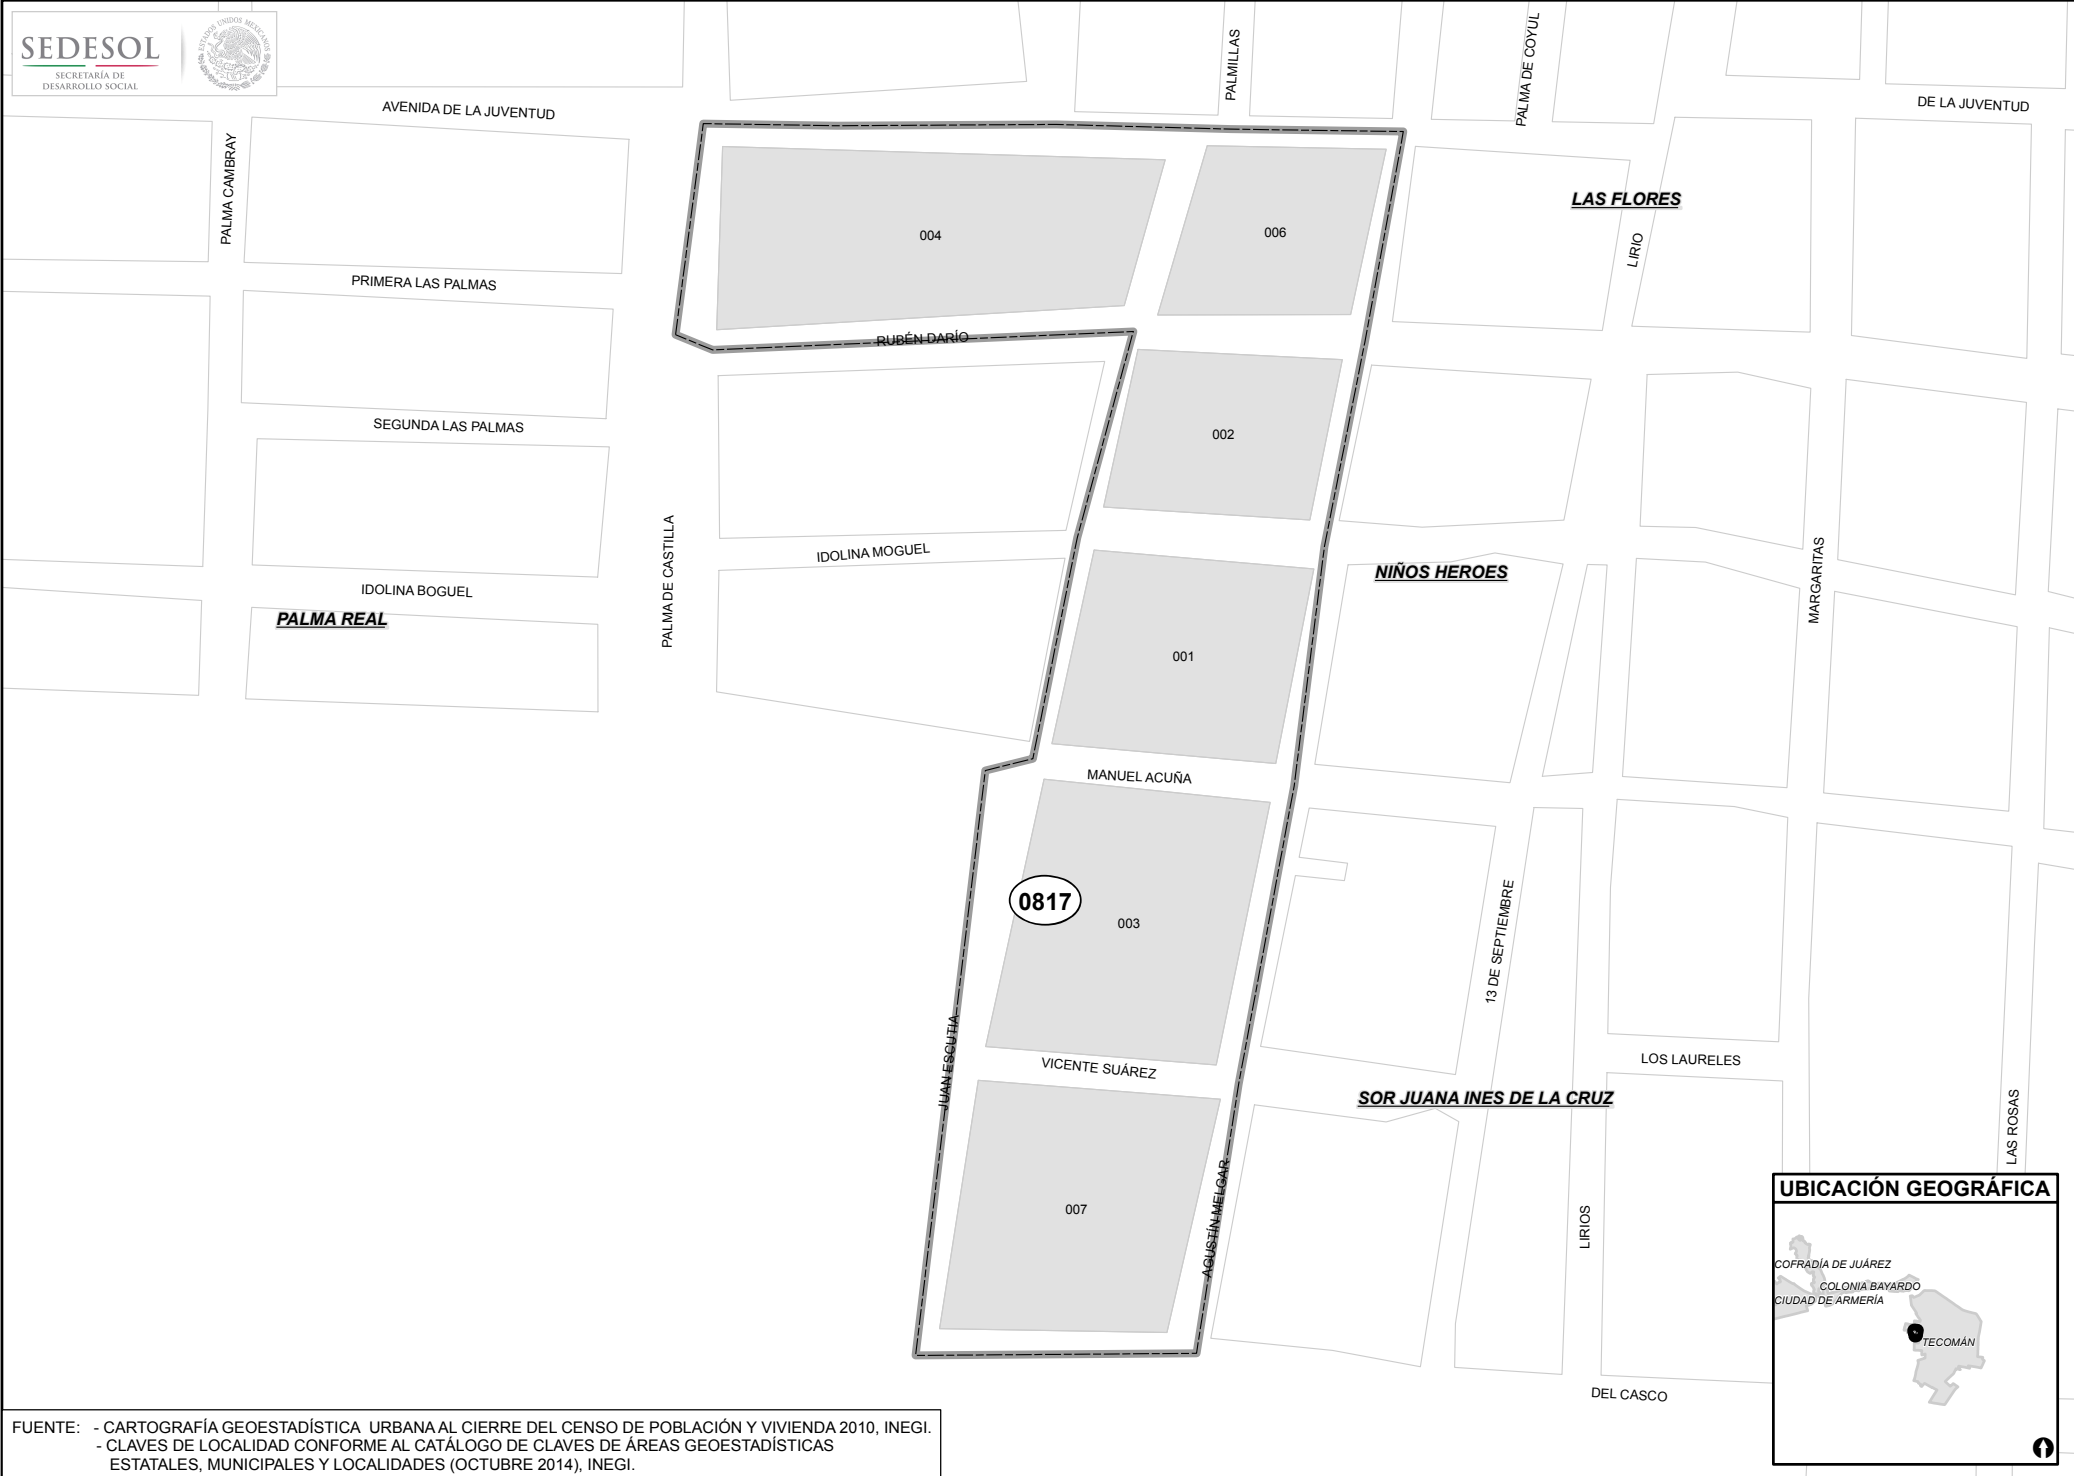 SEDESOL
SECRETARÍA DE
DESARROLLO SOCIAL
ESTADOS UNIDOS MEXICANOS
PALMILLAS
PALMA DE COYUL
AVENIDA DE LA JUVENTUD
DE LA JUVENTUD
PALMA CAMBRAY
LAS FLORES
004
006
LIRIO
PRIMERA LAS PALMAS
RUBÉN DARÍO
SEGUNDA LAS PALMAS
002
IDOLINA MOGUEL
PALMA DE CASTILLA
NIÑOS HEROES
MARGARITAS
IDOLINA BOGUEL
PALMA REAL
001
MANUEL ACUÑA
0817
003
13 DE SEPTIEMBRE
JUAN ESCUTIA
VICENTE SUÁREZ
LOS LAURELES
SOR JUANA INES DE LA CRUZ
LAS ROSAS
AGUSTÍN MELGAR
007
LIRIOS
UBICACIÓN GEOGRÁFICA
COFRADÍA DE JUÁREZ
COLONIA BAYARDO
CIUDAD DE ARMERÍA
TECOMÁN
DEL CASCO
FUENTE: - CARTOGRAFÍA GEOESTADÍSTICA URBANA AL CIERRE DEL CENSO DE POBLACIÓN Y VIVIENDA 2010, INEGI.
- CLAVES DE LOCALIDAD CONFORME AL CATÁLOGO DE CLAVES DE ÁREAS GEOESTADÍSTICAS
ESTATALES, MUNICIPALES Y LOCALIDADES (OCTUBRE 2014), INEGI.